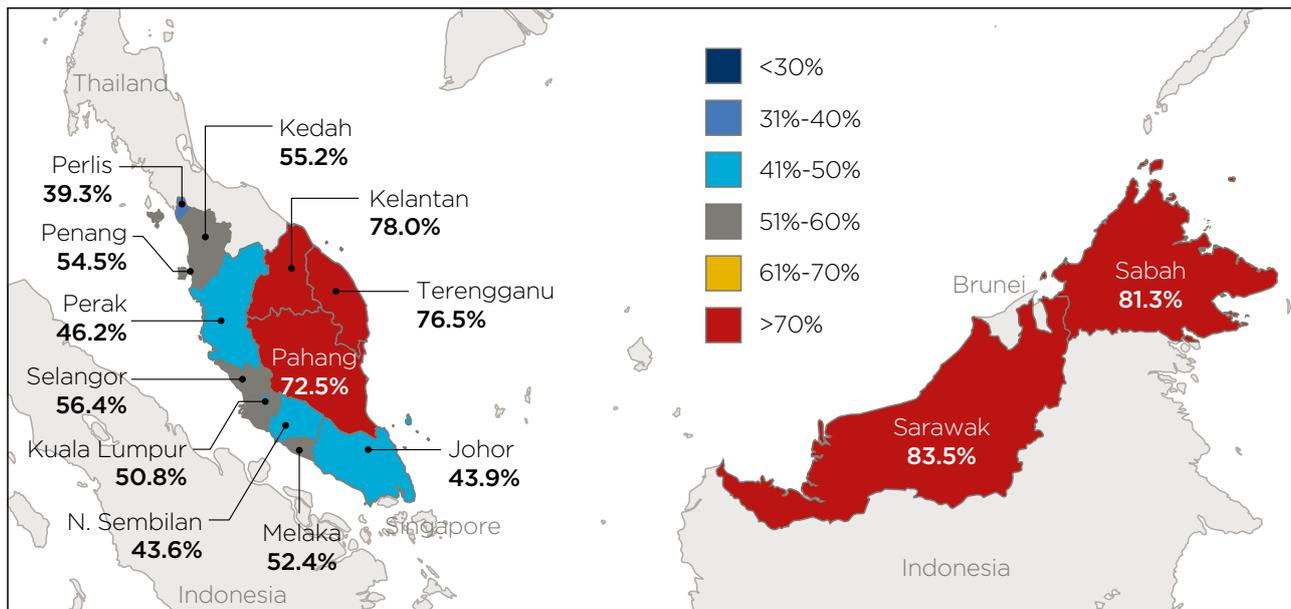 Thailand
Kedah
55.2%
Perlis
39.3%
Kelantan
78.0%
Penang
54.5%
Terengganu
76.5%
Perak
46.2%
Pahang
72.5%
Selangor
56.4%
Kuala Lumpur
50.8%
Johor
43.9%
N. Sembilan
43.6%
Melaka
52.4%
Singapore
Indonesia
<30%
31%-40%
41%-50%
51%-60%
61%-70%
>70%
Brunei
Sabah
81.3%
Sarawak
83.5%
Indonesia